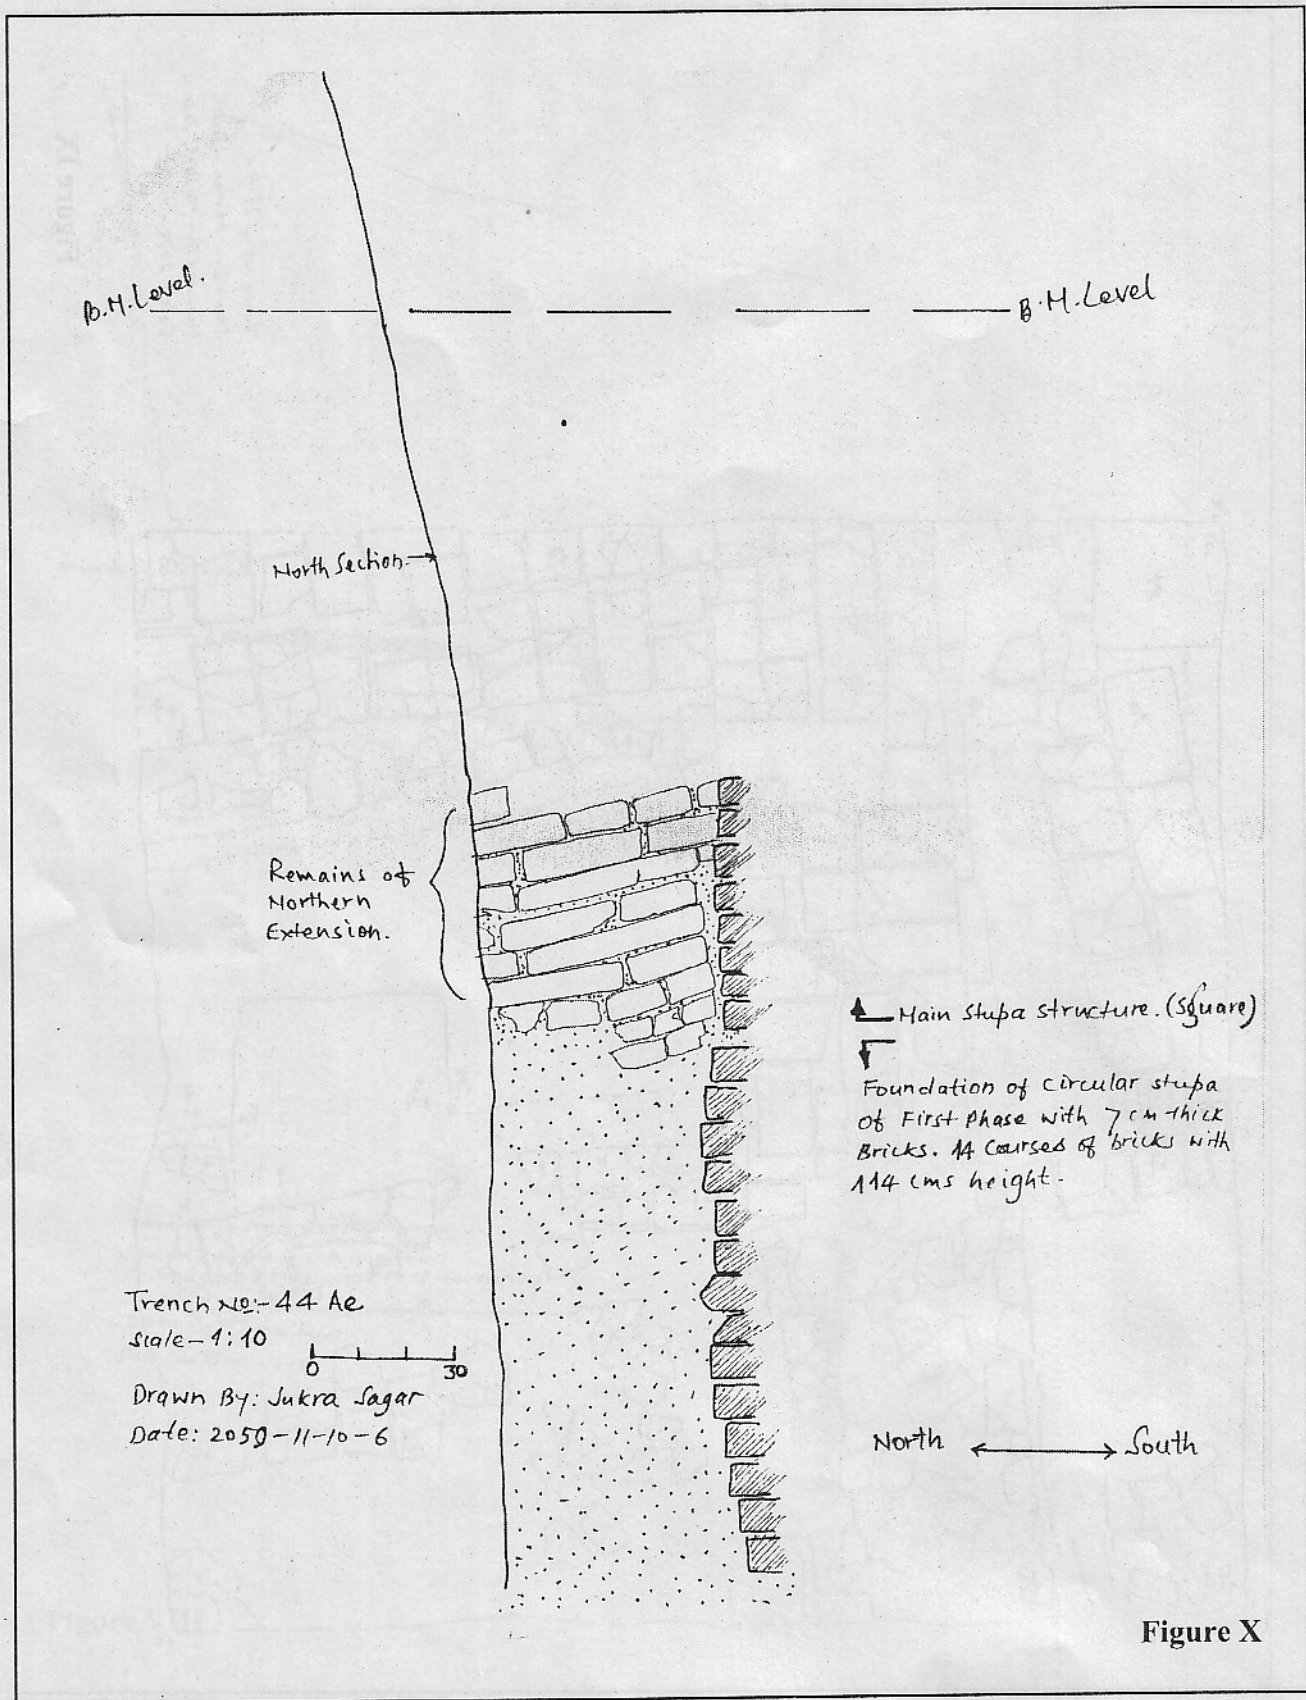 B.M. Level.
B.M. Level
North Section
Remains of
Northern
Extension.
Main stupa structure. (Square)
Foundation of circular stupa
of First Phase with 7 cm thick
Bricks. 14 Courses of bricks with
114 cms height.
Trench No:- 44 Ae
Scale - 1:10
0 30
Drawn By: Sukra Sagar
Date: 2059-11-10-6
North South
Figure X